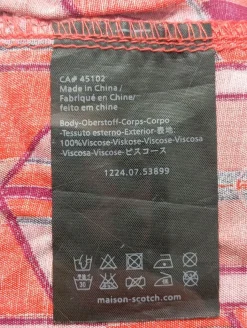 CA# 45102
Made in China /
Fabriqué en Chine/
feito em china
Body-Oberstoff-Corps-Corpo
-Tessuto esterno-Exterior-表地
100%Viscose-Viskose-Viscose-Viscosa
-Viscosa-Viscose-ビスコース
1224.07.53899
maison-scotch.com